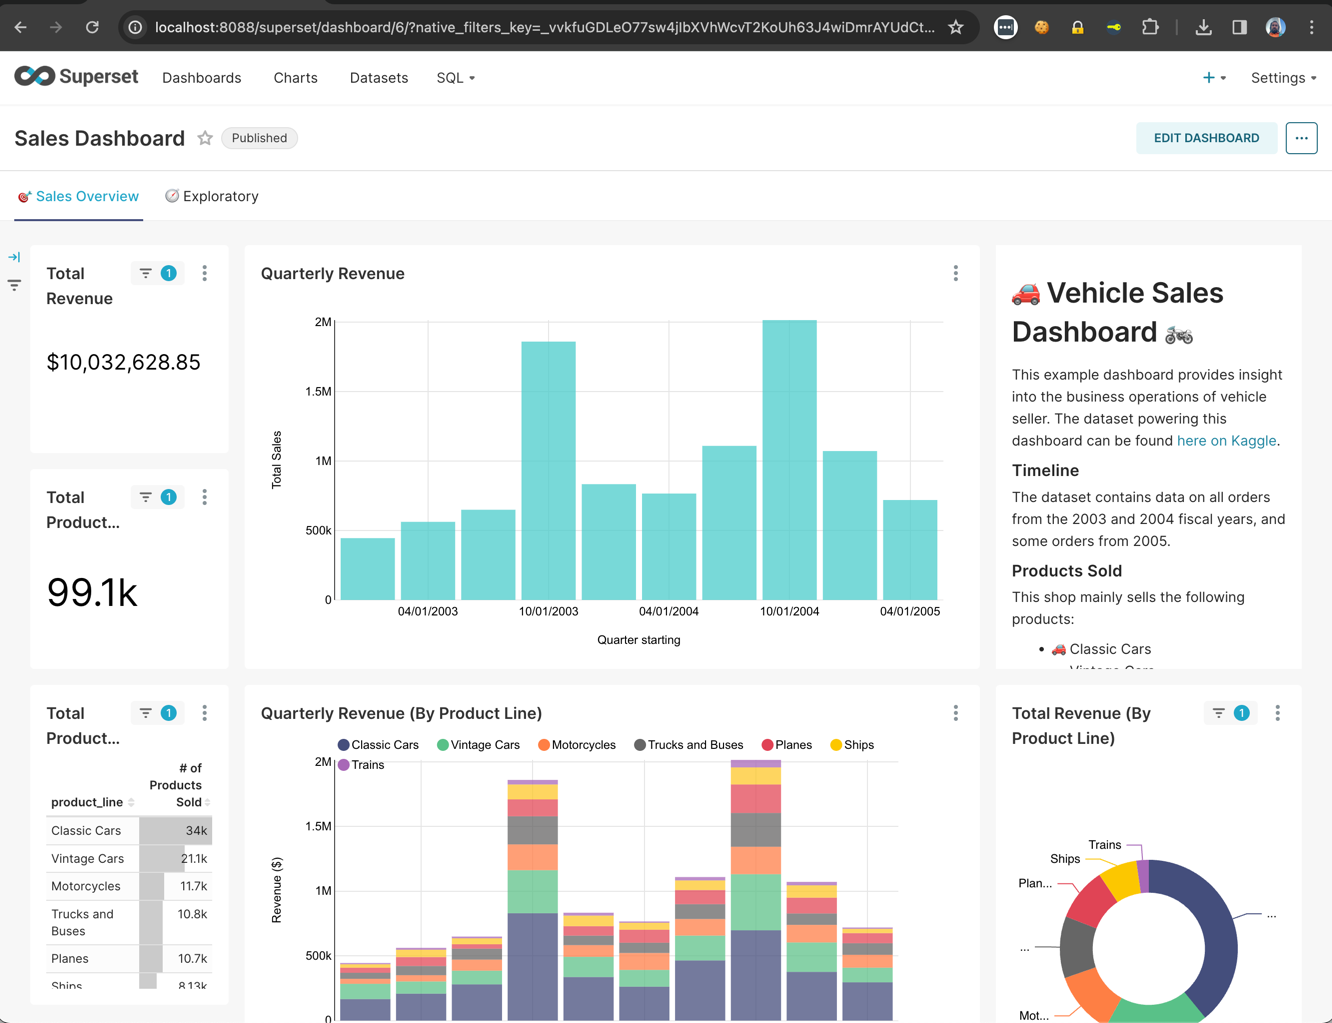 localhost:8088/superset/dashboard/6/?native_filters_key=_vvkfuGDLeO77sw4jIbXVhWcvT2KoUh63J4wiDmrAYUdCt...
Superset Dashboards Charts Datasets SQL + Settings
Sales Dashboard Published EDIT DASHBOARD ...
Sales Overview Exploratory
Total Revenue 1
$10,032,628.85
Total Product... 1
99.1k
Quarterly Revenue
2M
1.5M
1M
500k
0
Total Sales
04/01/2003 10/01/2003 04/01/2004 10/01/2004 04/01/2005
Quarter starting
🚗 Vehicle Sales
Dashboard 🏍
This example dashboard provides insight
into the business operations of vehicle
seller. The dataset powering this
dashboard can be found here on Kaggle.
Timeline
The dataset contains data on all orders
from the 2003 and 2004 fiscal years, and
some orders from 2005.
Products Sold
This shop mainly sells the following
products:
• 🚗 Classic Cars
Vintage Cars
Total Product... 1
product_line # of Products Sold
Classic Cars 34k
Vintage Cars 21.1k
Motorcycles 11.7k
Trucks and Buses 10.8k
Planes 10.7k
Ships 8.13k
Quarterly Revenue (By Product Line)
Classic Cars Vintage Cars Motorcycles Trucks and Buses Planes Ships
Trains
2M
1.5M
1M
500k
0
Revenue ($)
Total Revenue (By Product Line) 1
Trains
Ships
Plan...
...
...
Mot...